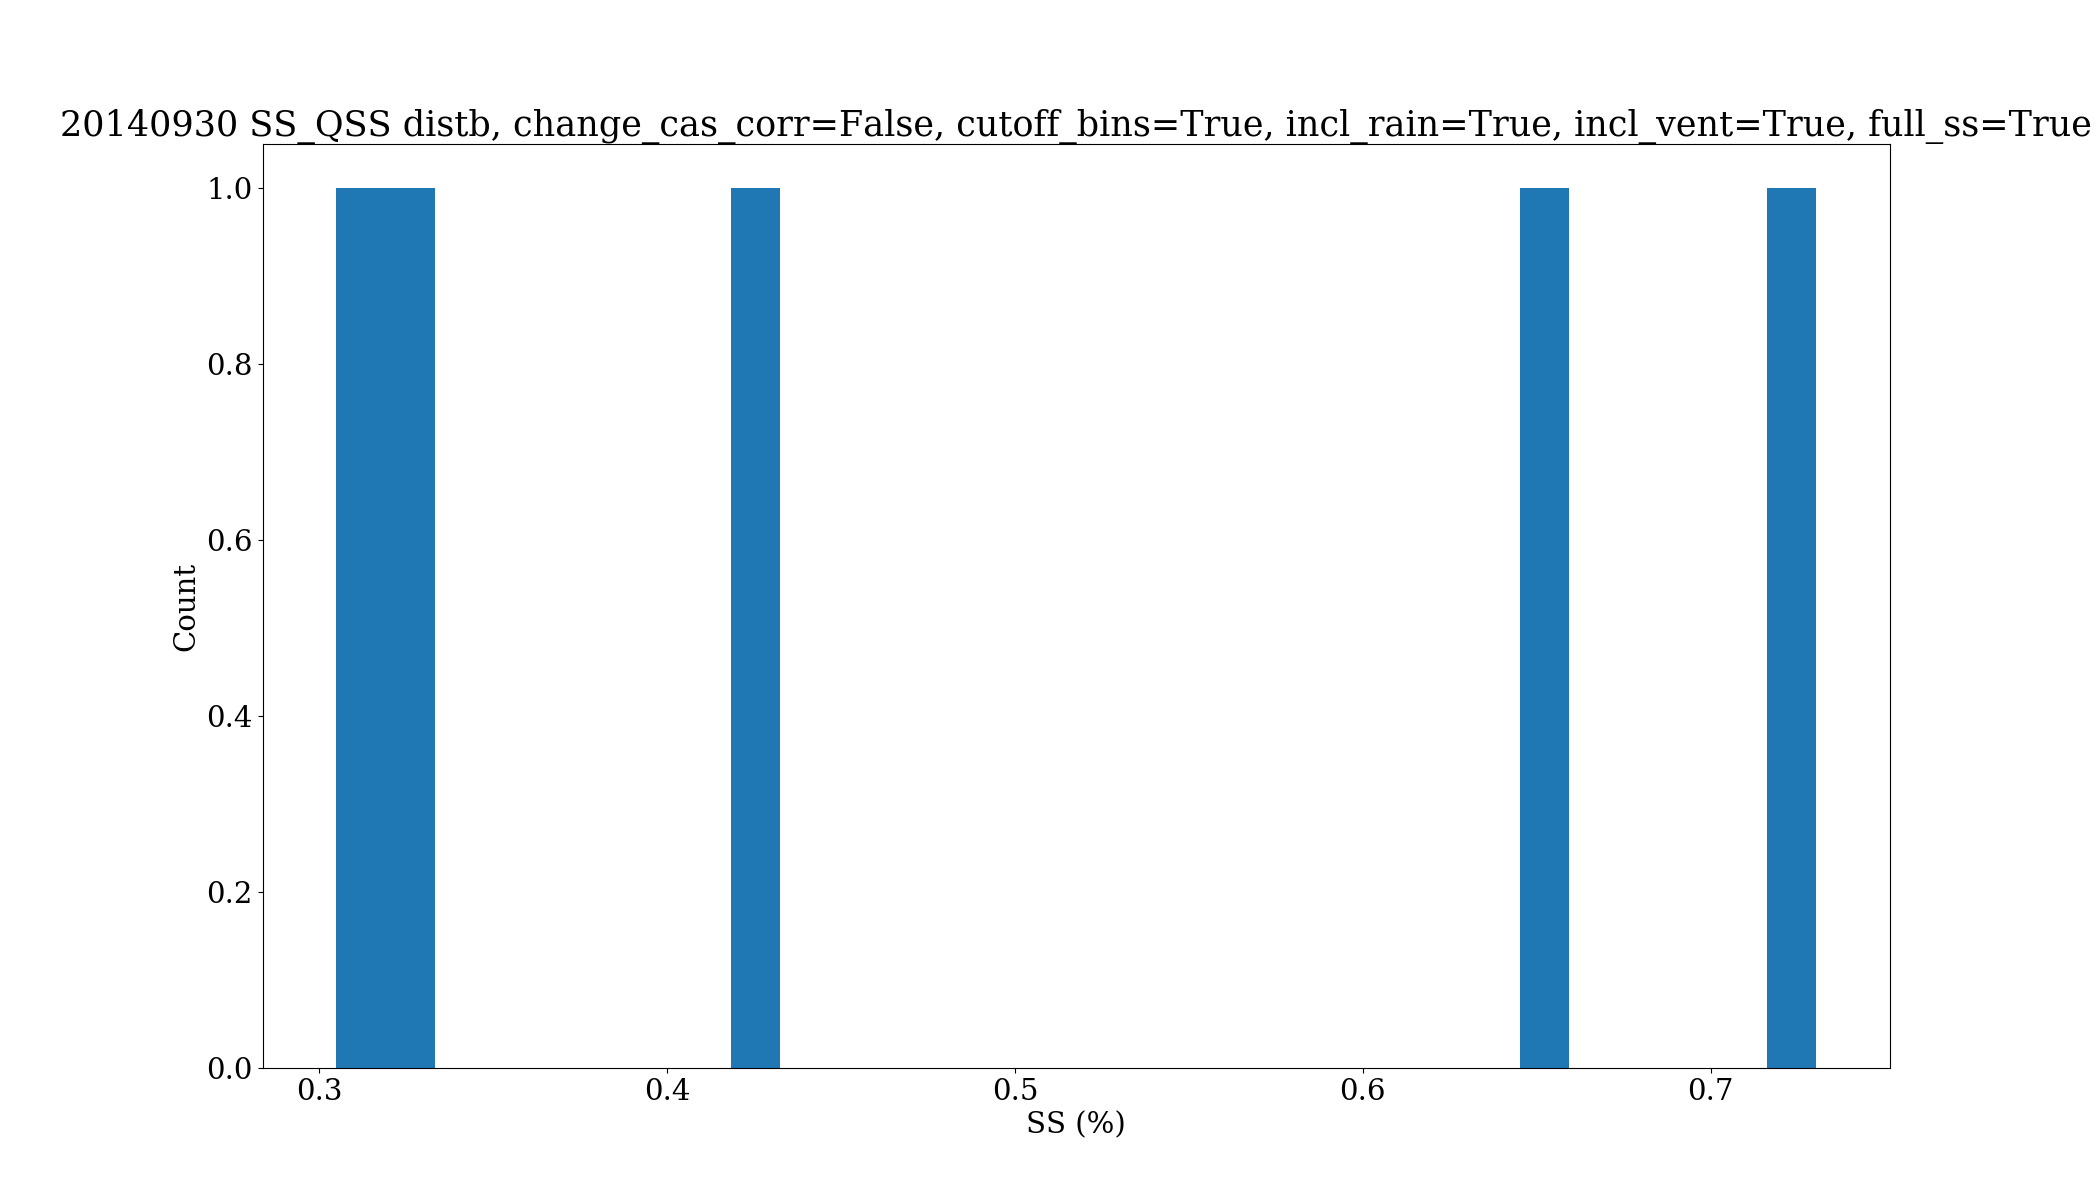 20140930 SS_QSS distb, change_cas_corr=False, cutoff_bins=True, incl_rain=True, incl_vent=True, full_ss=True
1.0
0.8
0.6
0.4
0.2
0.0
Count
0.3 0.4 0.5 0.6 0.7
SS (%)